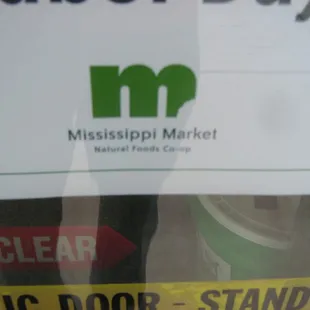 m
Mississippi Market
Natural Foods Co-op
CLEAR
DOOR - STAND